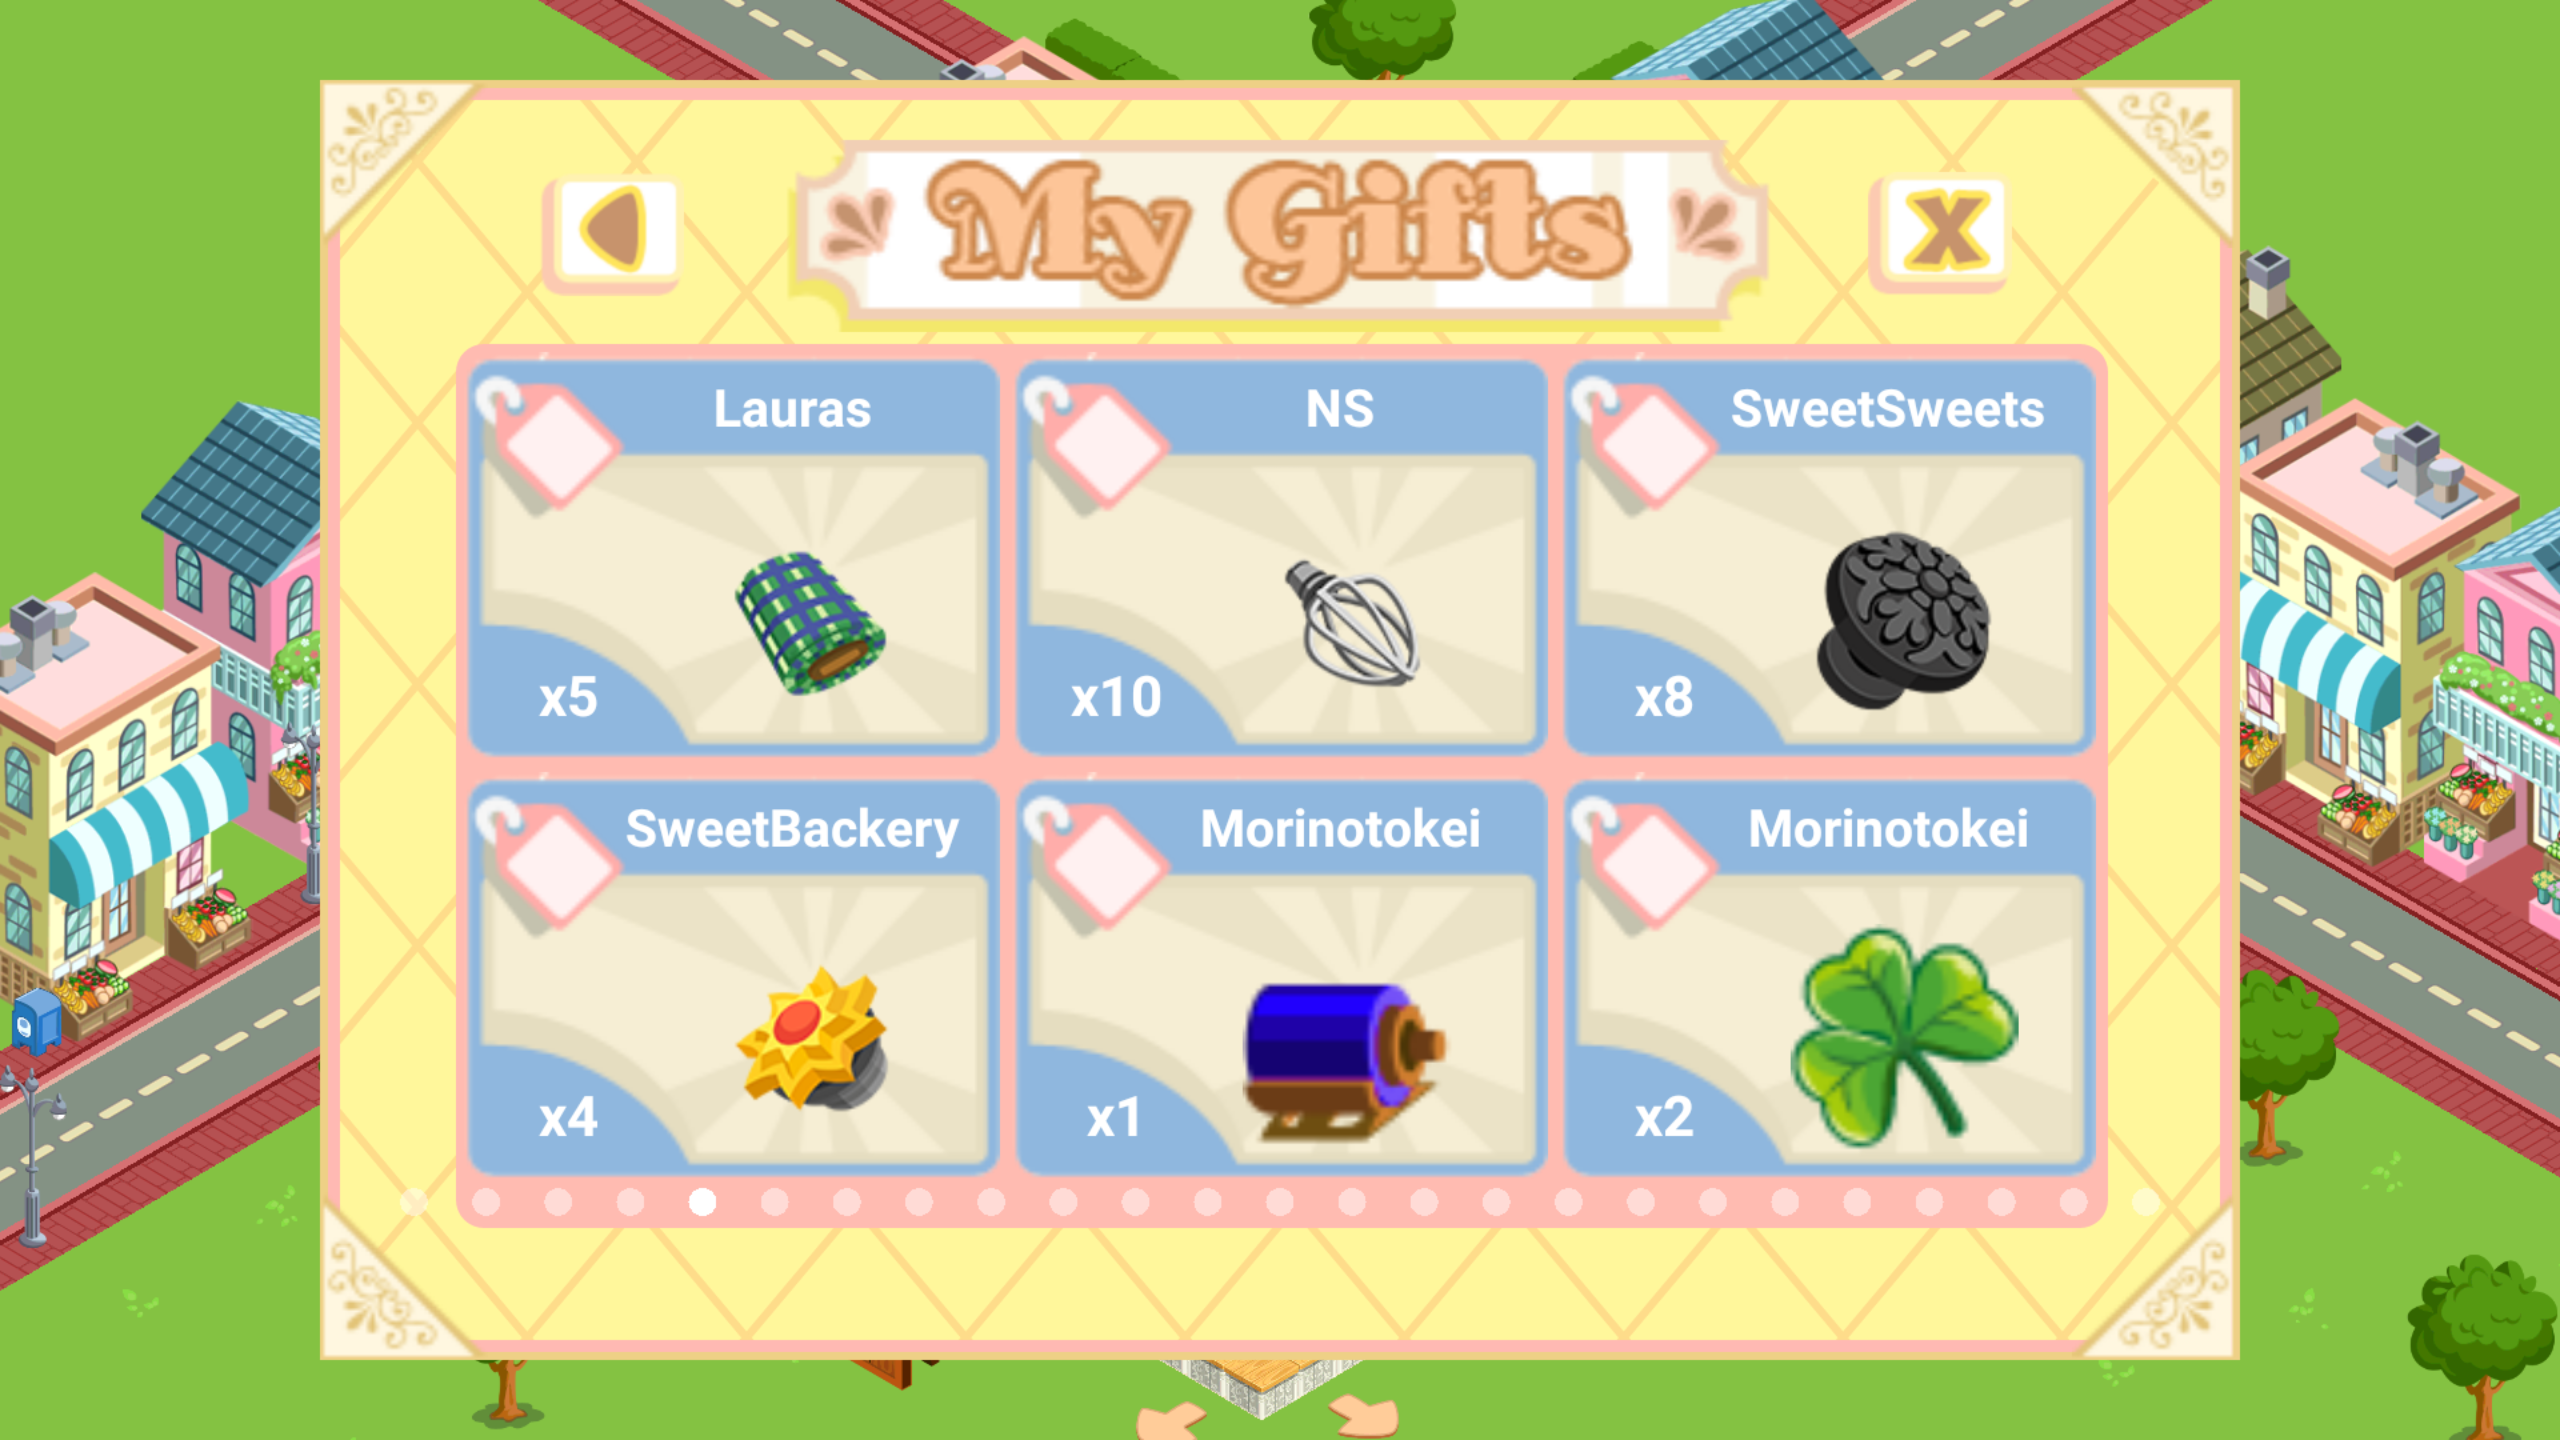 My Gifts
X
Lauras
x5
NS
x10
SweetSweets
x8
SweetBackery
x4
Morinotokei
x1
Morinotokei
x2